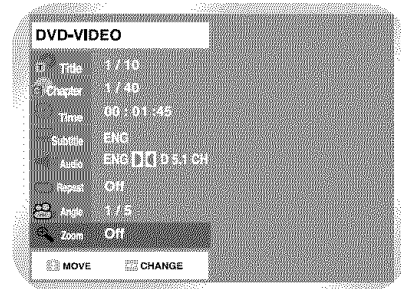 DVD-VIDEO
Title 1 / 10
Chapter 1 / 40
Time 00 : 01 : 45
Subtitle ENG
Audio ENG D 5.1 CH
Repeat Off
Angle 1 / 5
Zoom Off
MOVE CHANGE